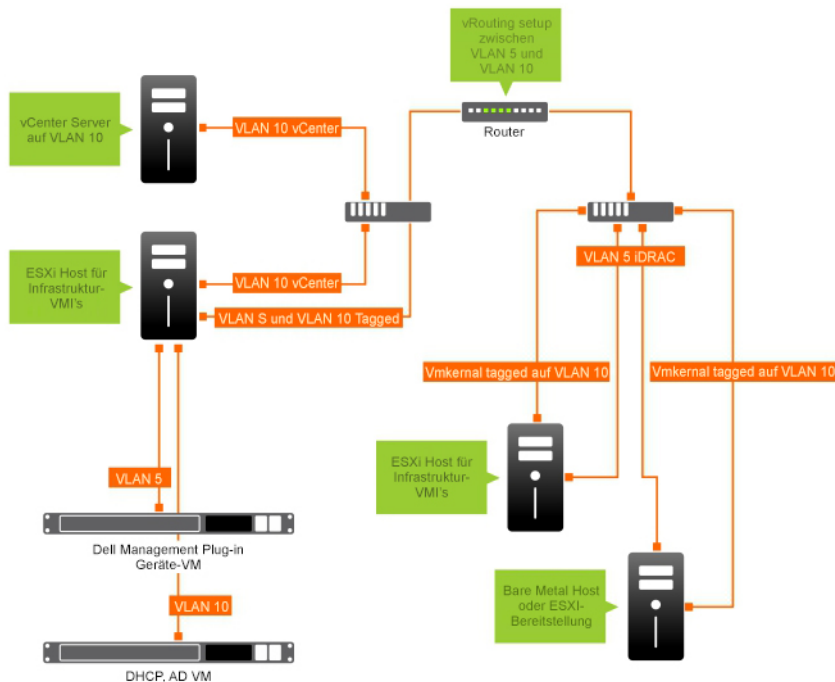 vRouting setup
zwischen
VLAN 5 und
VLAN 10
Router
vCenter Server
auf VLAN 10
VLAN 10 vCenter
ESXi Host für
Infrastruktur-
VMI's
VLAN 10 vCenter
VLAN S und VLAN 10 Tagged
VLAN 5 iDRAC
Vmkernal tagged auf VLAN 10
Vmkernal tagged auf VLAN 10
ESXi Host für
Infrastruktur-
VMI's
VLAN 5
Dell Management Plug-in
Geräte-VM
Bare Metal Host
oder ESXI-
Bereitstellung
VLAN 10
DHCP, AD VM